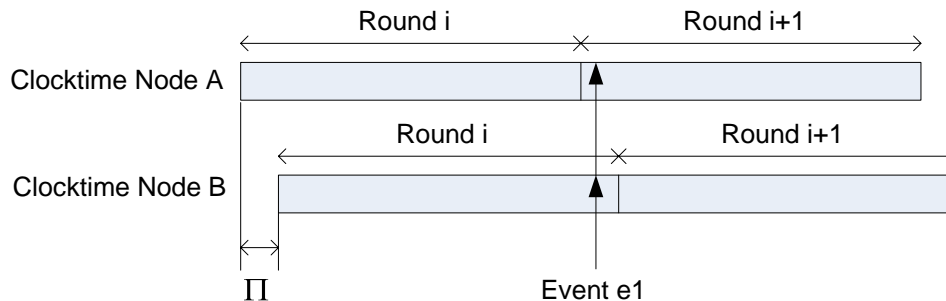 Round i Round i+1
Clocktime Node A
Round i Round i+1
Clocktime Node B
Π Event e1